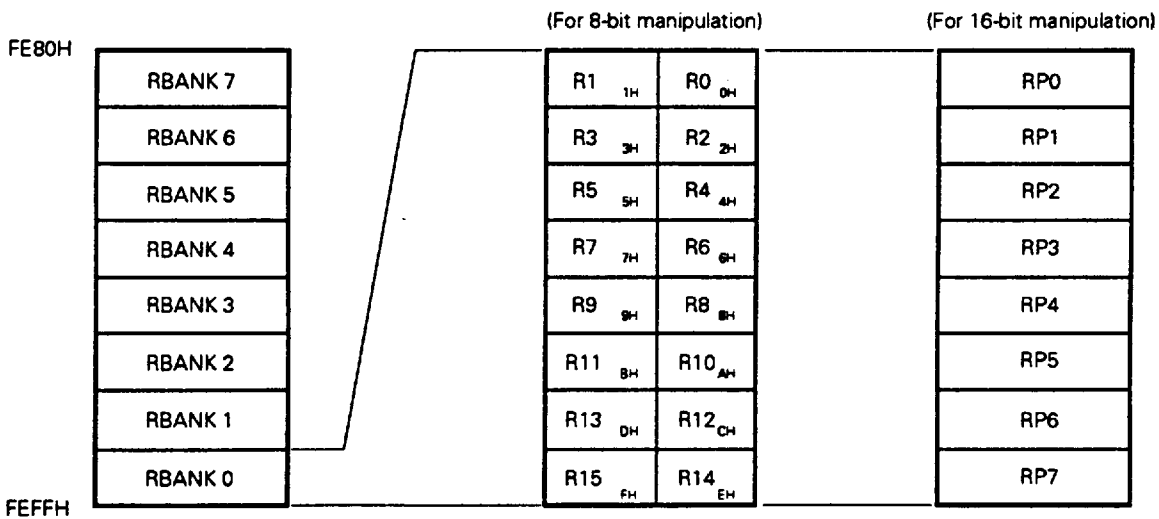 (For 8-bit manipulation) (For 16-bit manipulation)
FE80H
RBANK 7 R1 1H R0 0H RP0
RBANK 6 R3 3H R2 2H RP1
RBANK 5 R5 5H R4 4H RP2
RBANK 4 R7 7H R6 6H RP3
RBANK 3 R9 9H R8 8H RP4
RBANK 2 R11 BH R10 AH RP5
RBANK 1 R13 DH R12 CH RP6
RBANK 0 R15 FH R14 EH RP7
FEFFH